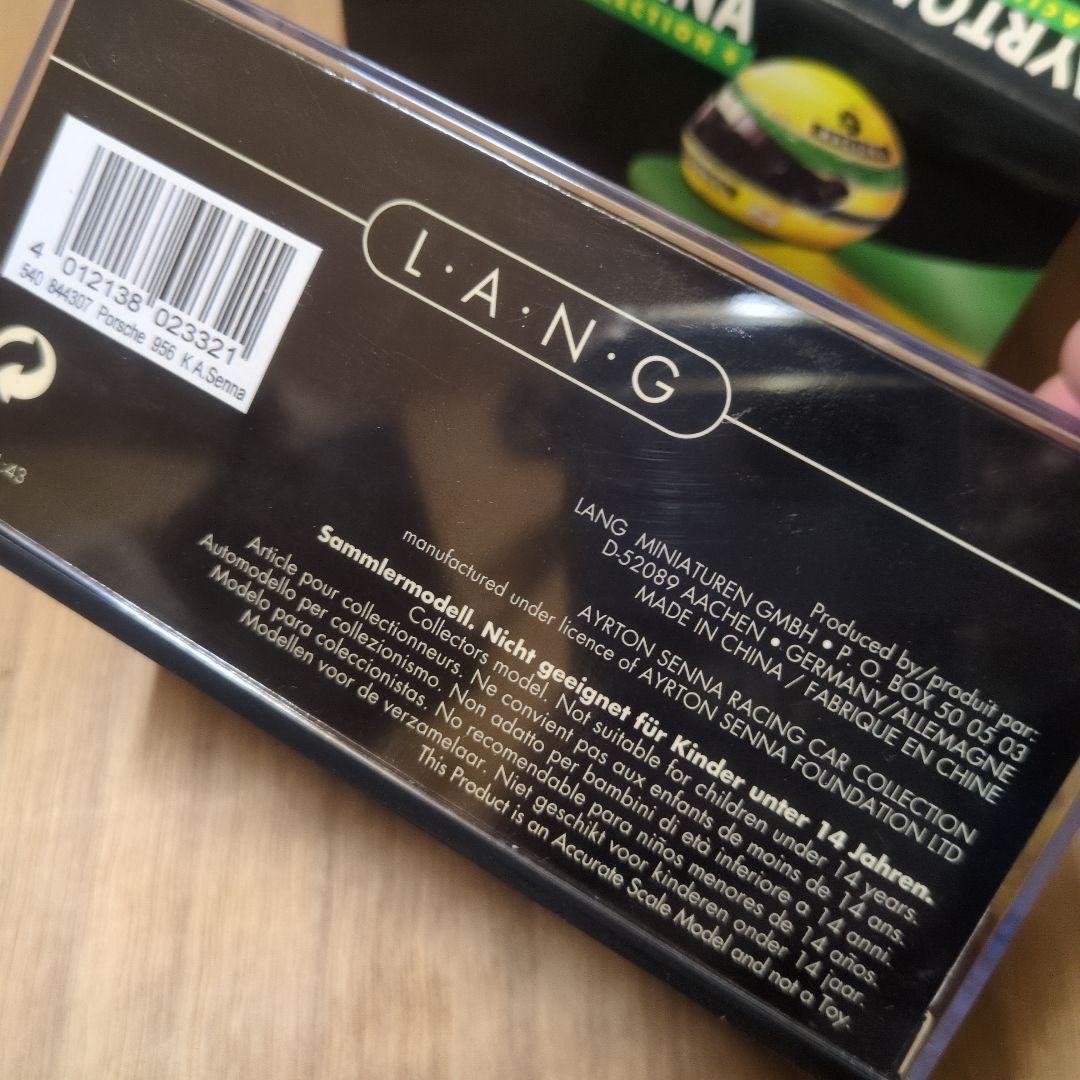 AYRTON
ENNA
LLECTION
4 012138 023321
540 844307 Porsche 956 K A.Senna
:43
L·A·N·G
Produced by/produit par:
LANG MINIATUREN GMBH • P. O. BOX 50 05 03
D-52089 AACHEN • GERMANY//ALLEMAGNE
MADE IN CHINA / FABRIQUE EN CHINE
AYRTON SENNA RACING CAR COLLECTION
manufactured under licence of AYRTON SENNA FOUNDATION LTD
Sammlermodell. Nicht geeignet für Kinder unter 14 Jahren.
Collectors model. Not suitable for children under 14 years.
Article pour collectionneurs. Ne convient pas aux enfants de moins de 14 ans.
Automodello per collezionismo. Non adatto per bambini di età inferiore a 14 anni.
Modelo para coleccionistas. No recomendable para niños menores de 14 años.
Modellen voor de verzamelaar. Niet geschikt voor kinderen onder 14 jaar.
This Product is an Accurate Scale Model and not a Toy.